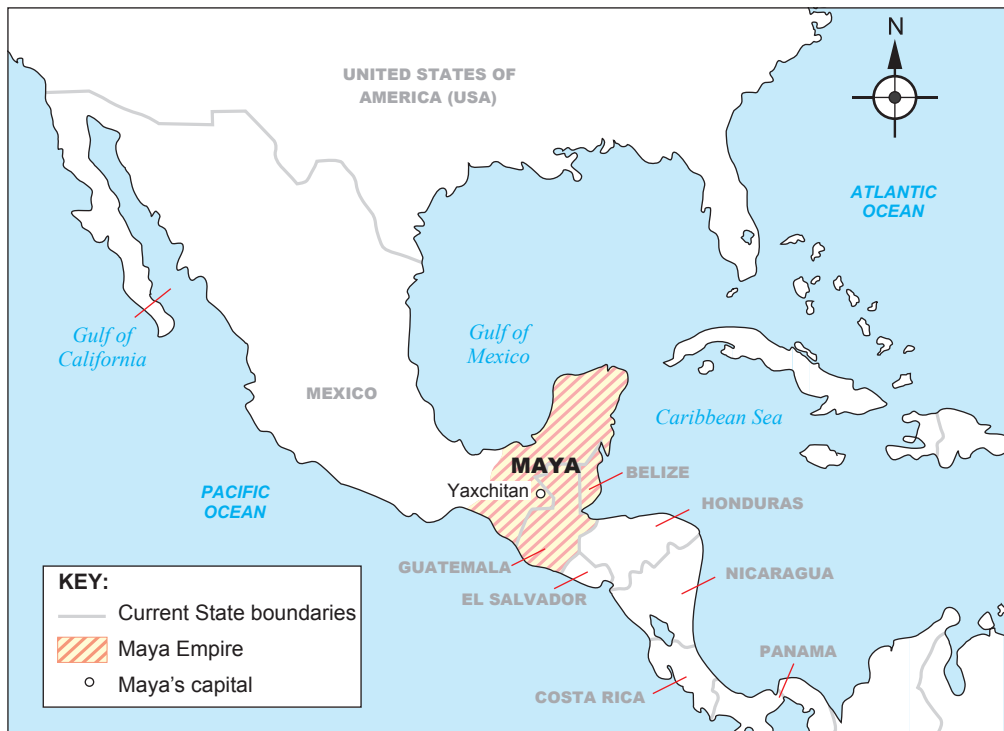 N
UNITED STATES OF
AMERICA (USA)
ATLANTIC
OCEAN
Gulf of
California
Gulf of
Mexico
MEXICO
Caribbean Sea
MAYA
BELIZE
Yaxchitan
PACIFIC
OCEAN
HONDURAS
GUATEMALA
NICARAGUA
EL SALVADOR
PANAMA
COSTA RICA
KEY:
Current State boundaries
Maya Empire
Maya's capital